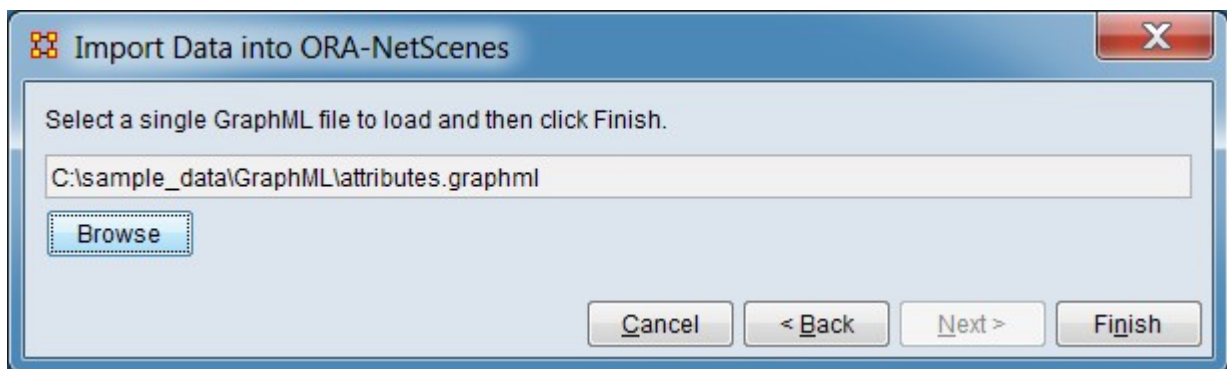 Import Data into ORA-NetScenes
Select a single GraphML file to load and then click Finish.
C:\sample_data\GraphML\attributes.graphml
Browse
Cancel < Back Next > Finish